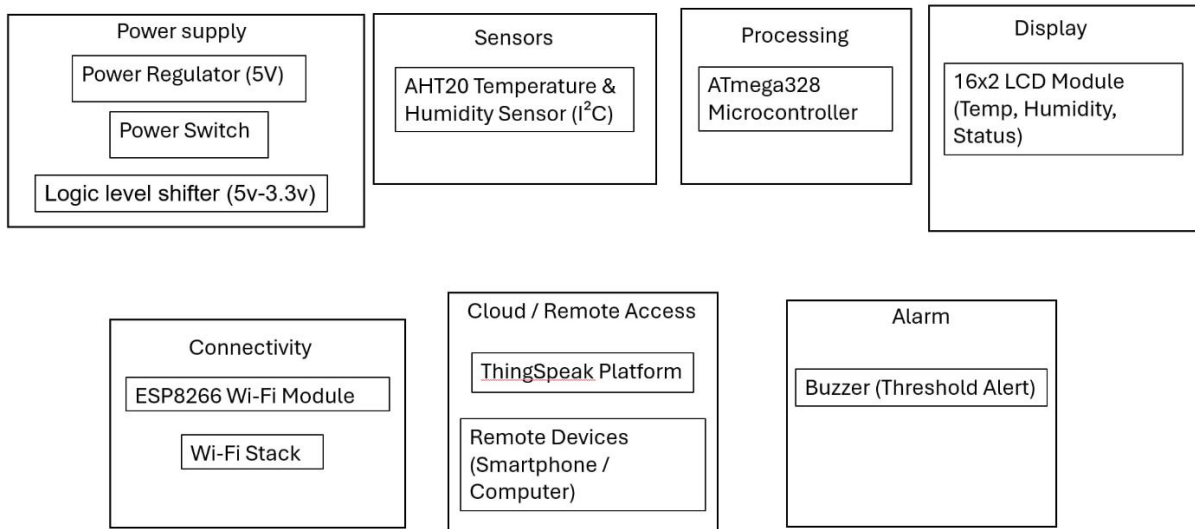 Power supply
Power Regulator (5V)
Power Switch
Logic level shifter (5v-3.3v)
Sensors
AHT20 Temperature &
Humidity Sensor (I²C)
Processing
ATmega328
Microcontroller
Display
16x2 LCD Module
(Temp, Humidity,
Status)
Connectivity
ESP8266 Wi-Fi Module
Wi-Fi Stack
Cloud / Remote Access
ThingSpeak Platform
Remote Devices
(Smartphone /
Computer)
Alarm
Buzzer (Threshold Alert)